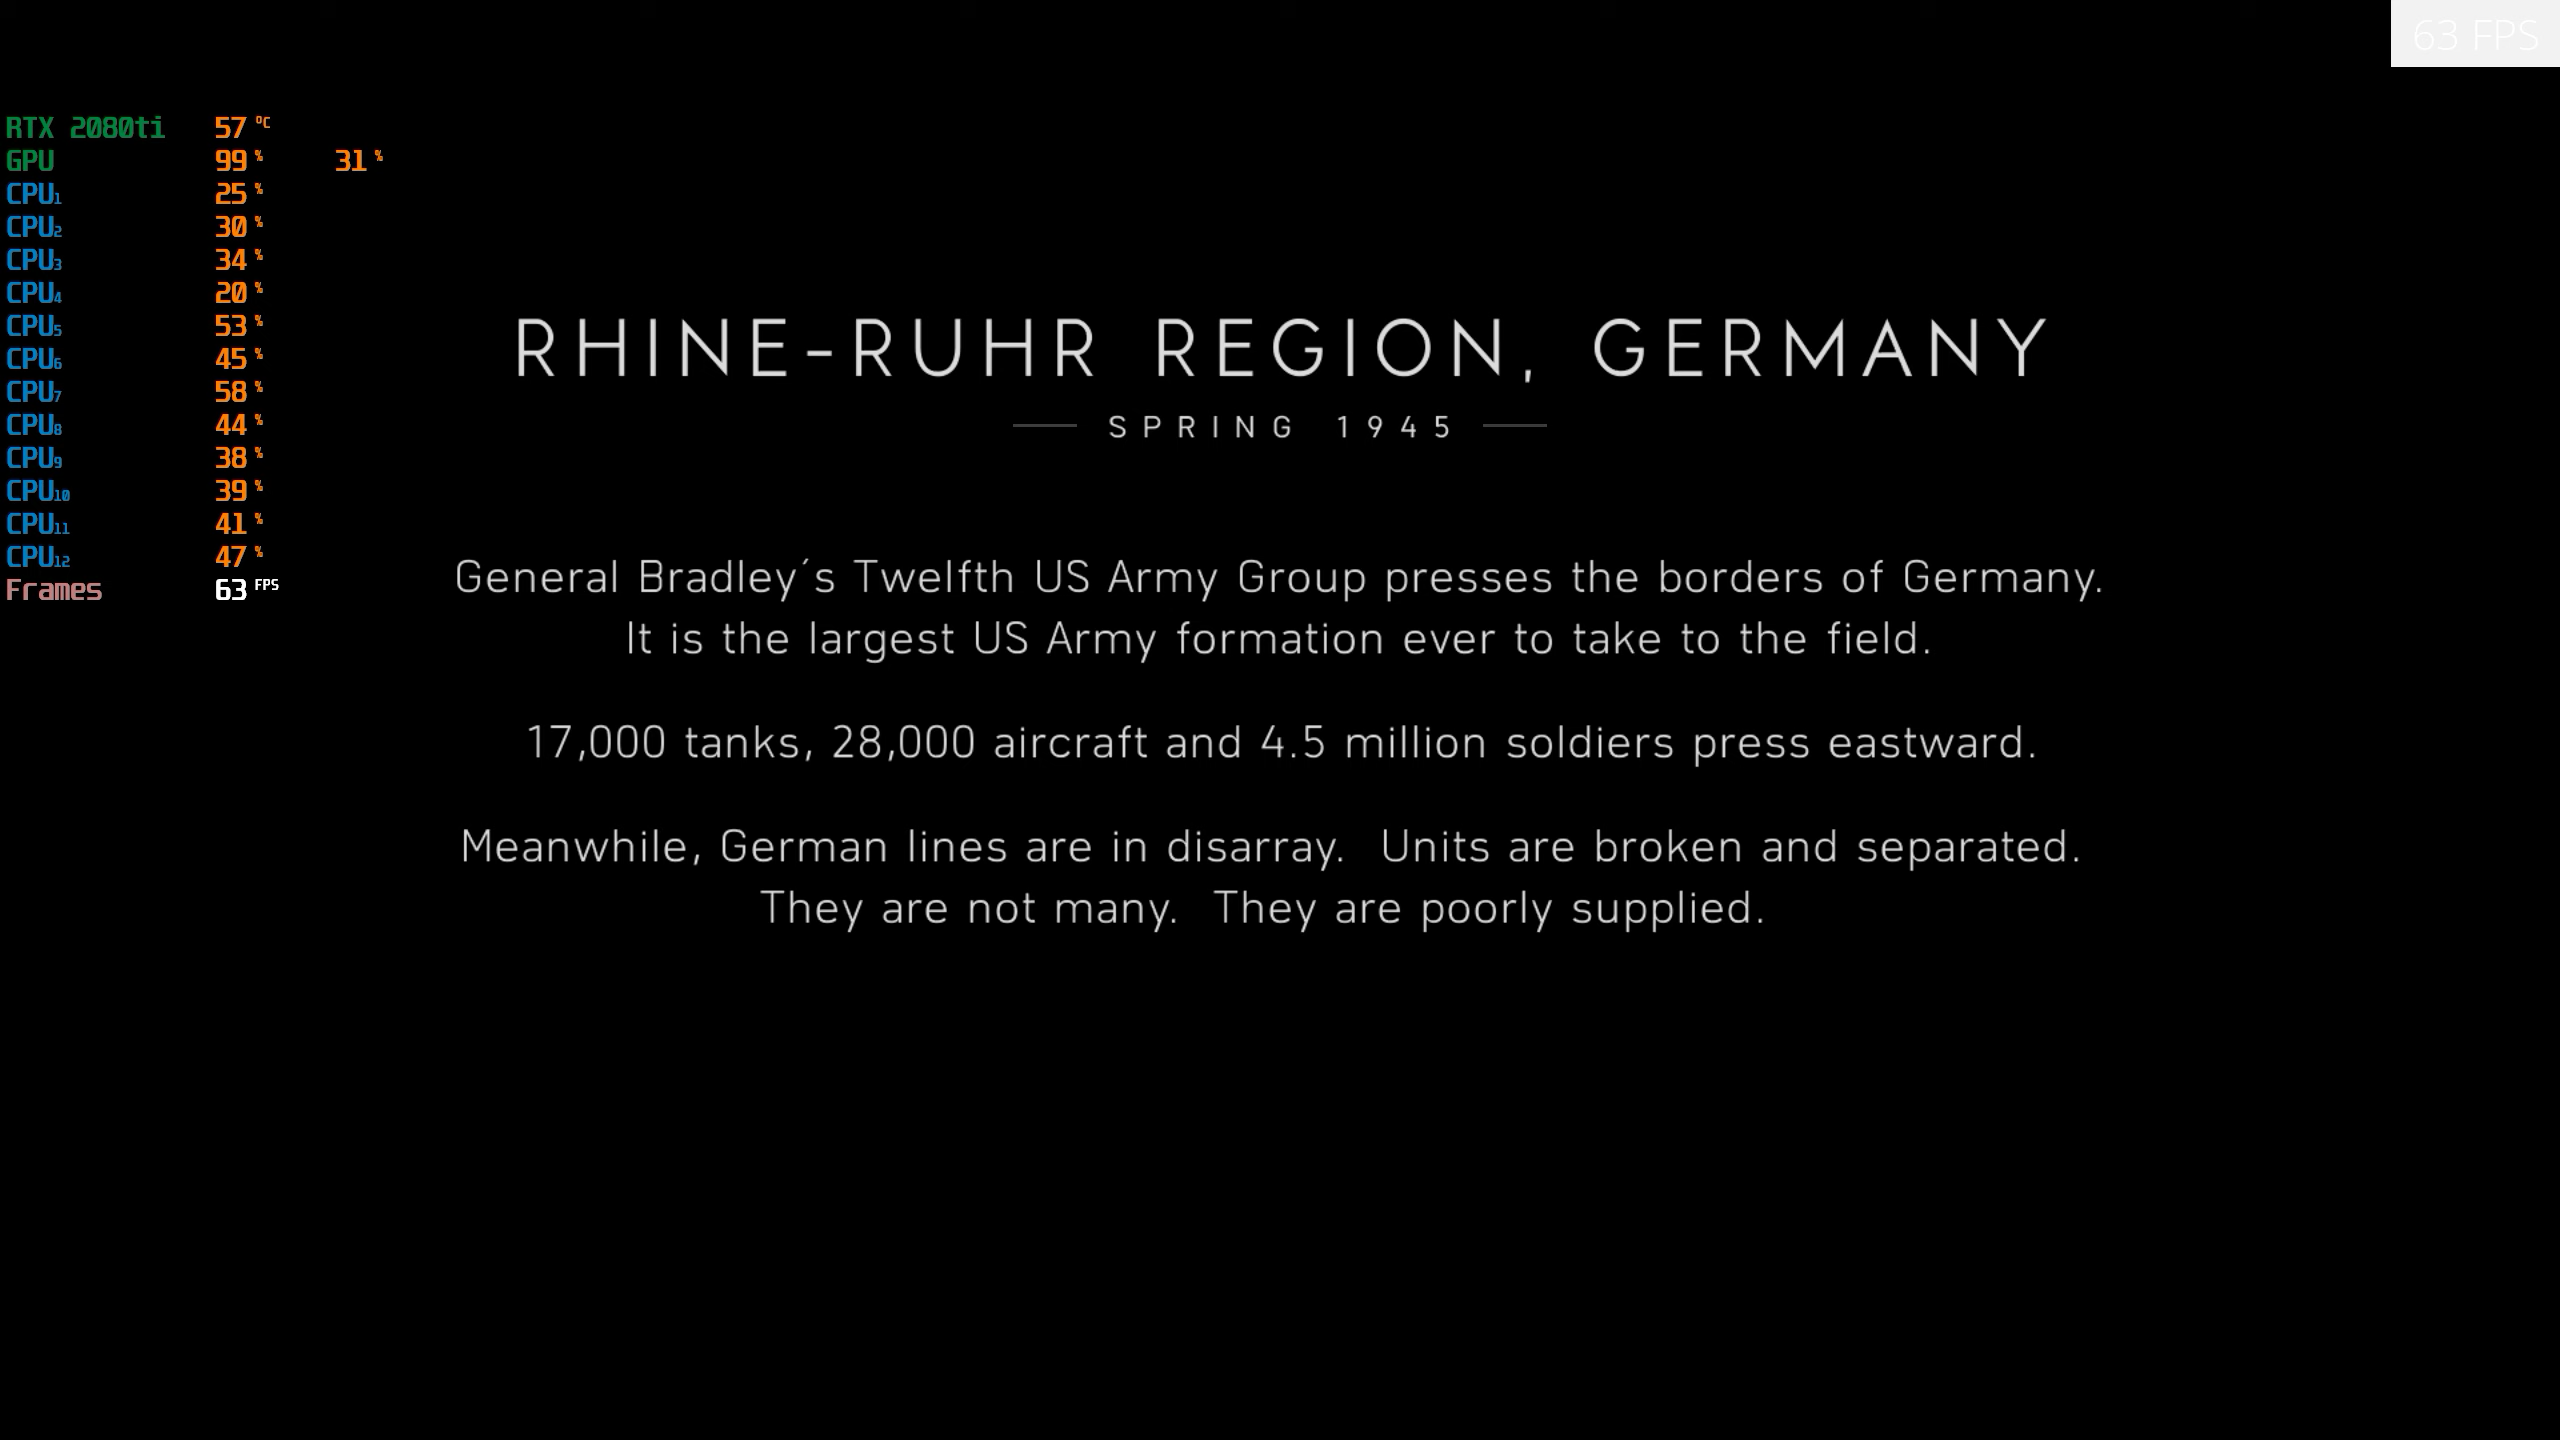 63 FPS
RTX 2080ti 57 °C
GPU 99 % 31 %
CPU1 25 %
CPU2 30 %
CPU3 34 %
CPU4 20 %
CPU5 53 %
CPU6 45 %
CPU7 58 %
CPU8 44 %
CPU9 38 %
CPU10 39 %
CPU11 41 %
CPU12 47 %
Frames 63 FPS
RHINE-RUHR REGION, GERMANY
SPRING 1945
General Bradley´s Twelfth US Army Group presses the borders of Germany.
It is the largest US Army formation ever to take to the field.
17,000 tanks, 28,000 aircraft and 4.5 million soldiers press eastward.
Meanwhile, German lines are in disarray.  Units are broken and separated.
They are not many.  They are poorly supplied.